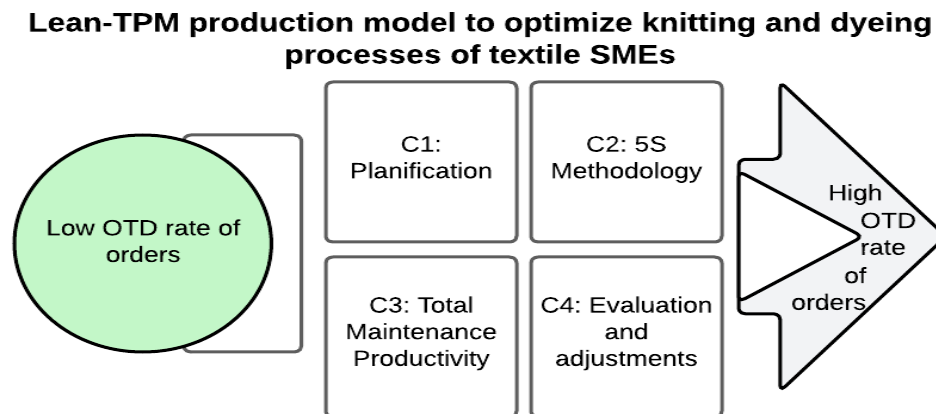 Lean-TPM production model to optimize knitting and dyeing
processes of textile SMEs
Low OTD rate of
orders
C1:
Planification
C2: 5S
Methodology
C3: Total
Maintenance
Productivity
C4: Evaluation
and
adjustments
High
OTD
rate
of
orders